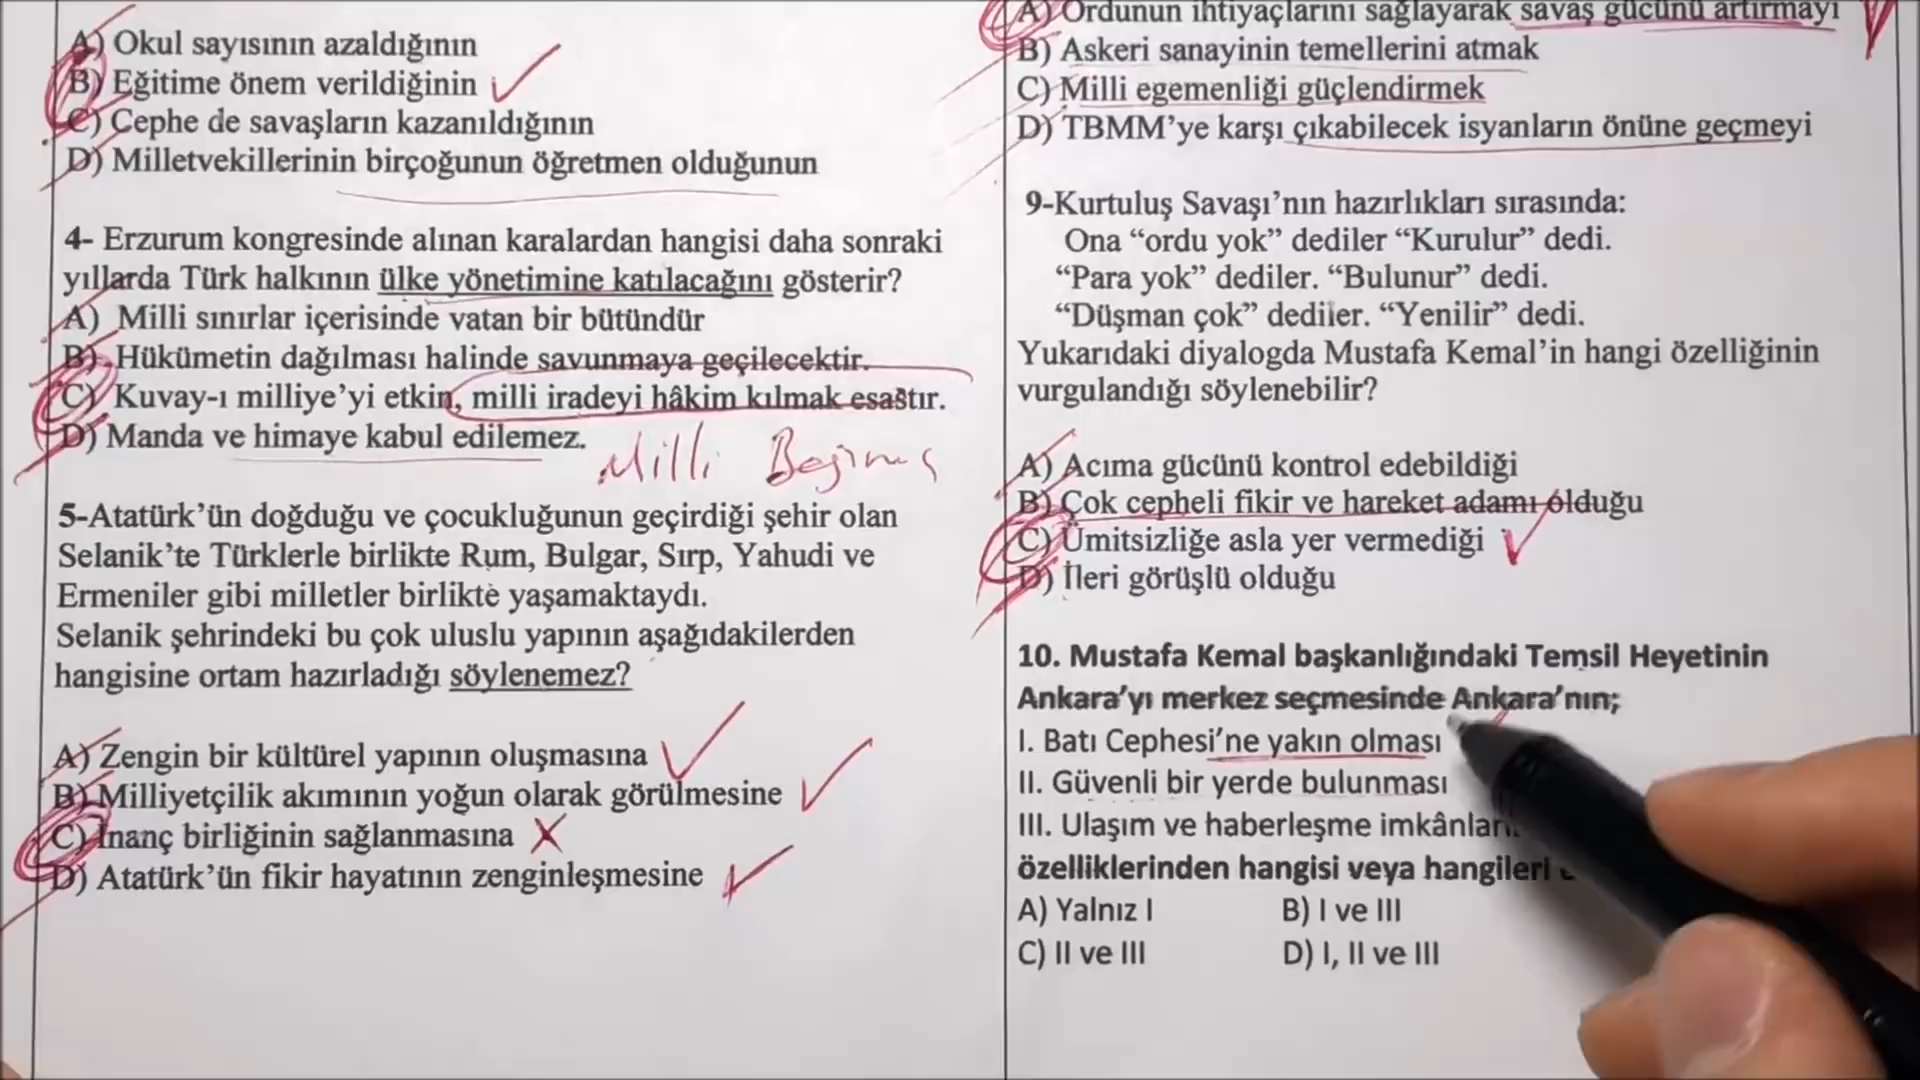 A) Okul sayısının azaldığının
B) Eğitime önem verildiğinin
C) Cephe de savaşların kazanıldığının
D) Milletvekillerinin birçoğunun öğretmen olduğunun
4- Erzurum kongresinde alınan karalardan hangisi daha sonraki
yıllarda Türk halkının ülke yönetimine katılacağını gösterir?
A) Milli sınırlar içerisinde vatan bir bütündür
B) Hükümetin dağılması halinde savunmaya geçilecektir.
C) Kuvay-ı milliye’yi etkin, milli iradeyi hâkim kılmak esastır.
D) Manda ve himaye kabul edilemez.
Milli
5-Atatürk’ün doğduğu ve çocukluğunun geçirdiği şehir olan
Selanik’te Türklerle birlikte Rum, Bulgar, Sırp, Yahudi ve
Ermeniler gibi milletler birlikte yaşamaktaydı.
Selanik şehrindeki bu çok uluslu yapının aşağıdakilerden
hangisine ortam hazırladığı söylenemez?
A) Zengin bir kültürel yapının oluşmasına
B) Milliyetçilik akımının yoğun olarak görülmesine
C) İnanç birliğinin sağlanmasına
D) Atatürk’ün fikir hayatının zenginleşmesine
A) Ordunun ihtiyaçlarını sağlayarak savaş gücünü artırmayı
B) Askeri sanayinin temellerini atmak
C) Milli egemenliği güçlendirmek
D) TBMM’ye karşı çıkabilecek isyanların önüne geçmeyi
9-Kurtuluş Savaşı’nın hazırlıkları sırasında:
Ona “ordu yok” dediler “Kurulur” dedi.
“Para yok” dediler. “Bulunur” dedi.
“Düşman çok” dediler. “Yenilir” dedi.
Yukarıdaki diyalogda Mustafa Kemal’in hangi özelliğinin
vurgulandığı söylenebilir?
A) Acıma gücünü kontrol edebildiği
B) Çok cepheli fikir ve hareket adamı olduğu
C) Ümitsizliğe asla yer vermediği
D) İleri görüşlü olduğu
10. Mustafa Kemal başkanlığındaki Temsil Heyetinin
Ankara’yı merkez seçmesinde Ankara’nın;
I. Batı Cephesi’ne yakın olması
II. Güvenli bir yerde bulunması
III. Ulaşım ve haberleşme
özelliklerinden hangisi veya hangileri
A) Yalnız I
B) I ve III
C) II ve III
D) I, II ve III